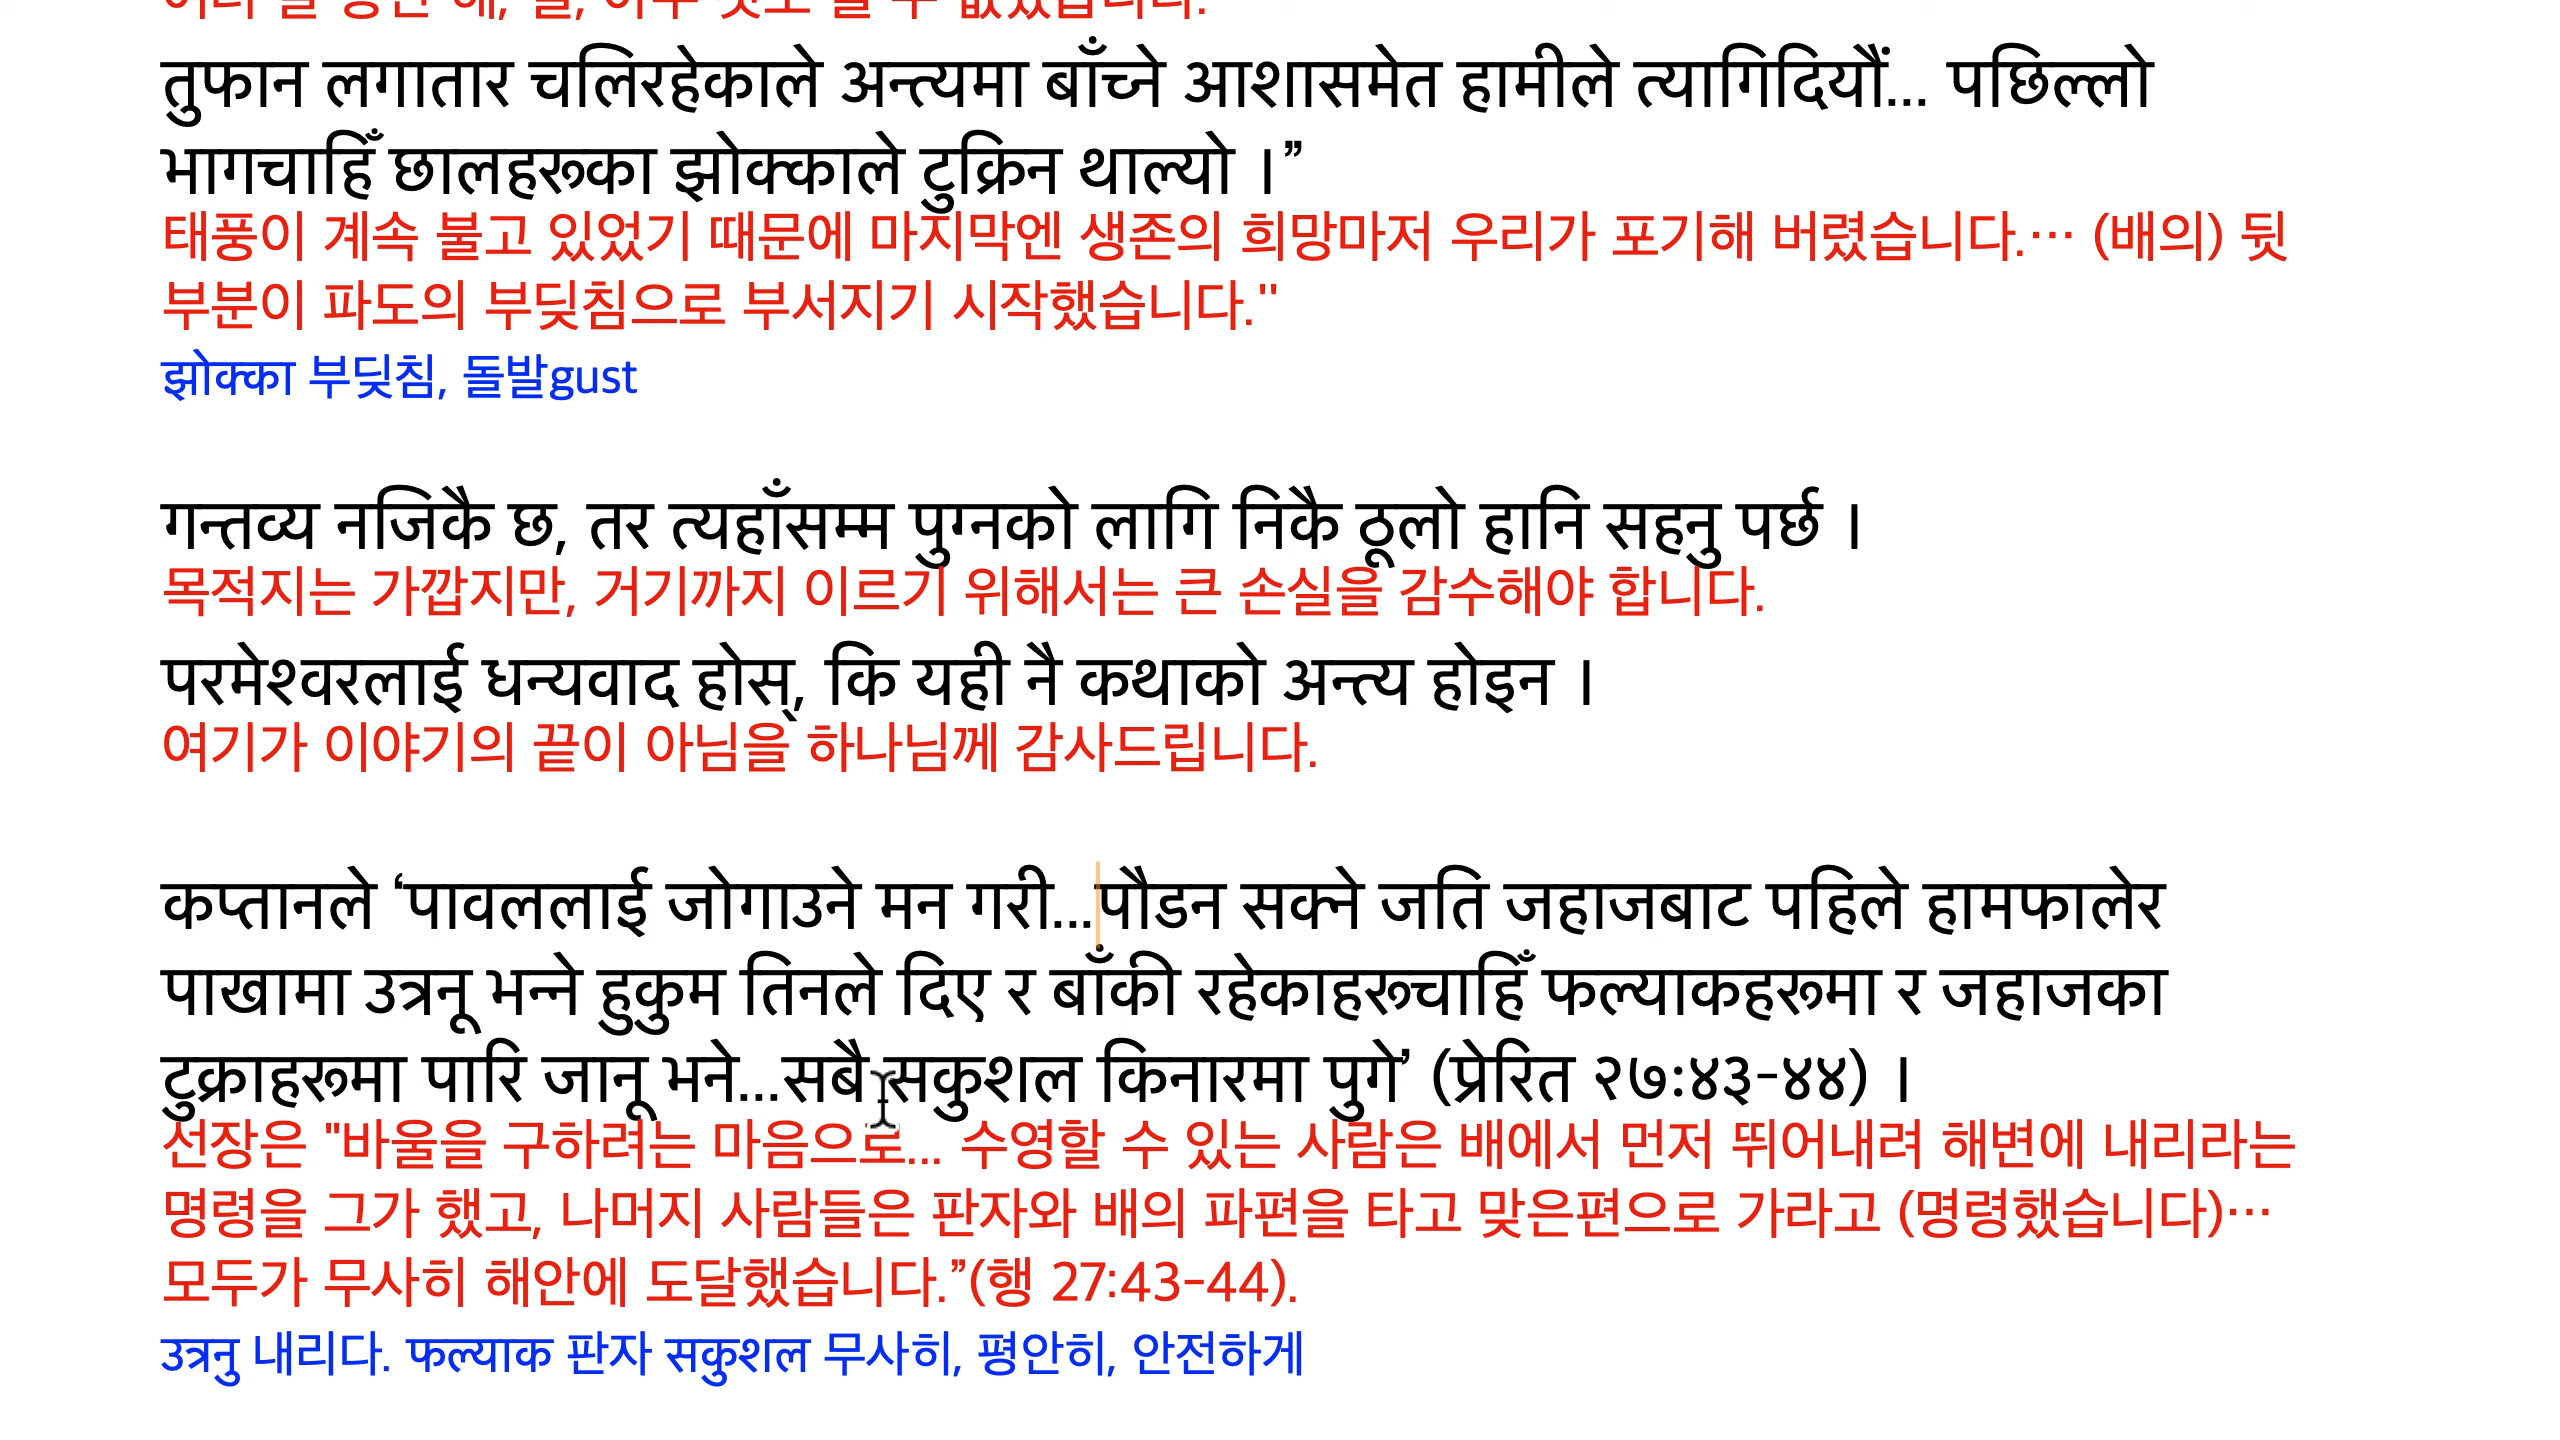 तुफान लगातार चलिरहेकाले अन्त्यमा बाँच्ने आशासमेत हामीले त्यागिदियौं... पछिल्लो
भागचाहिँ छालहरूका झोक्काले टुक्रिन थाल्यो ।”
태풍이 계속 불고 있었기 때문에 마지막엔 생존의 희망마저 우리가 포기해 버렸습니다.… (배의) 뒷
부분이 파도의 부딪침으로 부서지기 시작했습니다.''
झोक्का 부딪침, 돌발gust
गन्तव्य नजिकै छ, तर त्यहाँसम्म पुग्नको लागि निकै ठूलो हानि सहनु पर्छ ।
목적지는 가깝지만, 거기까지 이르기 위해서는 큰 손실을 감수해야 합니다.
परमेश्वरलाई धन्यवाद होस्, कि यही नै कथाको अन्त्य होइन ।
여기가 이야기의 끝이 아님을 하나님께 감사드립니다.
कप्तानले ‘पावललाई जोगाउने मन गरी...पौडन सक्ने जति जहाजबाट पहिले हामफालेर
पाखामा उत्रनू भन्ने हुकुम तिनले दिए र बाँकी रहेकाहरूचाहिँ फल्याकहरूमा र जहाजका
टुक्राहरूमा पारि जानू भने...सबै सकुशल किनारमा पुगे’ (प्रेरित २७:४३-४४) ।
선장은 "바울을 구하려는 마음으로... 수영할 수 있는 사람은 배에서 먼저 뛰어내려 해변에 내리라는
명령을 그가 했고, 나머지 사람들은 판자와 배의 파편을 타고 맞은편으로 가라고 (명령했습니다)…
모두가 무사히 해안에 도달했습니다.”(행 27:43-44).
उत्रनु 내리다. फल्याक 판자 सकुशल 무사히, 평안히, 안전하게